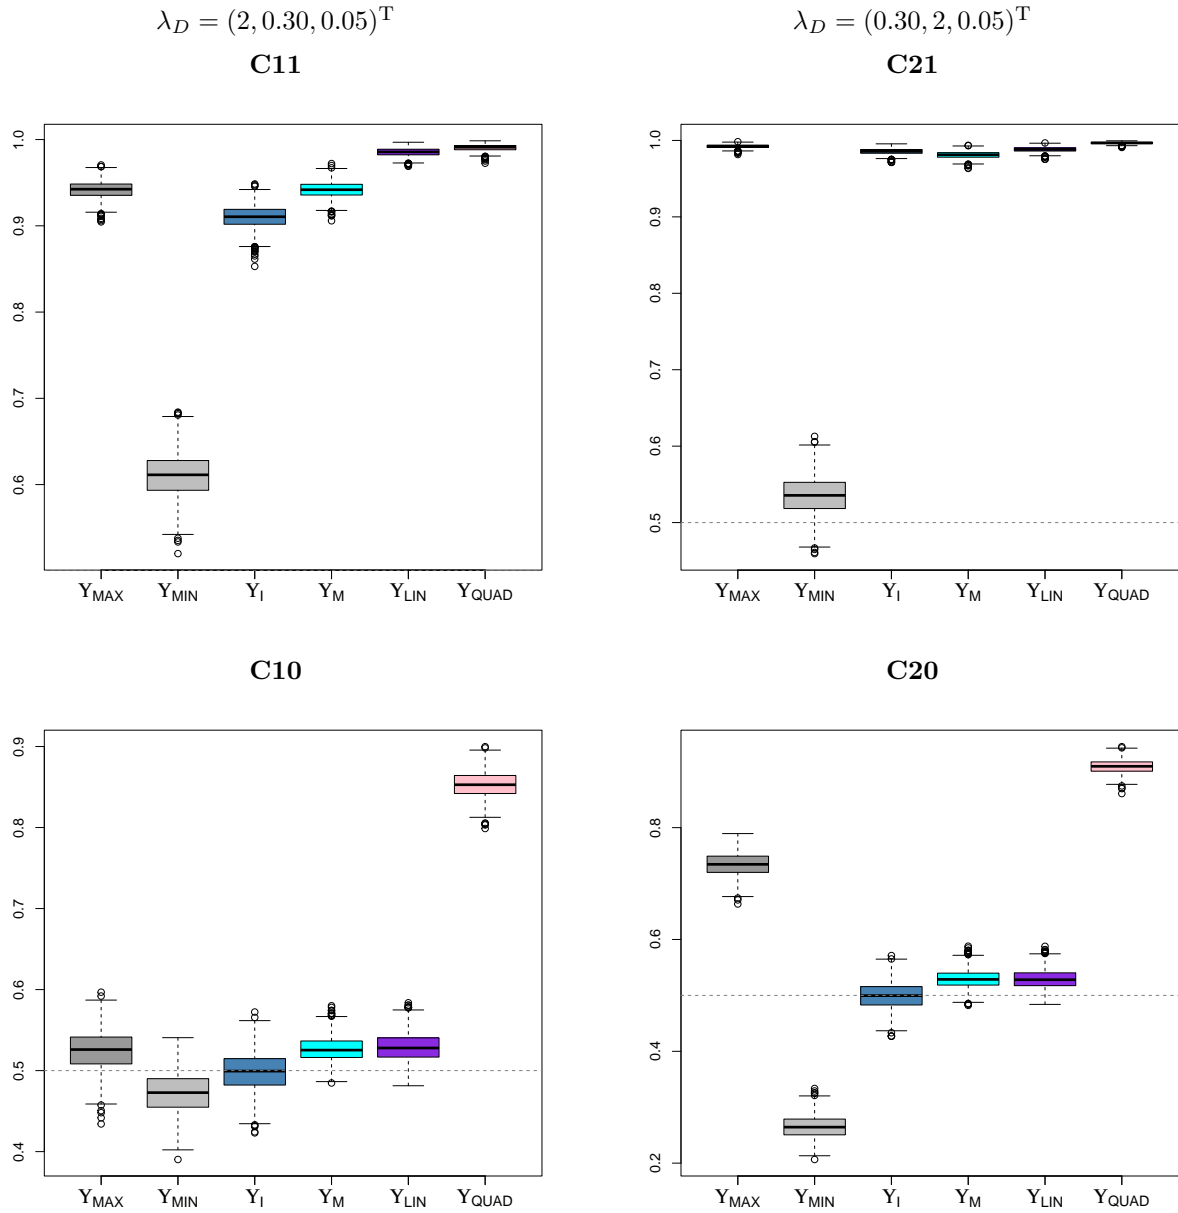 λ_D = (2, 0.30, 0.05)^T
λ_D = (0.30, 2, 0.05)^T
C11
C21
1.0
0.9
0.8
0.7
0.6
Y_MAX Y_MIN Y_I Y_M Y_LIN Y_QUAD
1.0
0.9
0.8
0.7
0.6
0.5
Y_MAX Y_MIN Y_I Y_M Y_LIN Y_QUAD
C10
C20
0.9
0.8
0.7
0.6
0.5
0.4
Y_MAX Y_MIN Y_I Y_M Y_LIN Y_QUAD
0.8
0.6
0.4
0.2
Y_MAX Y_MIN Y_I Y_M Y_LIN Y_QUAD